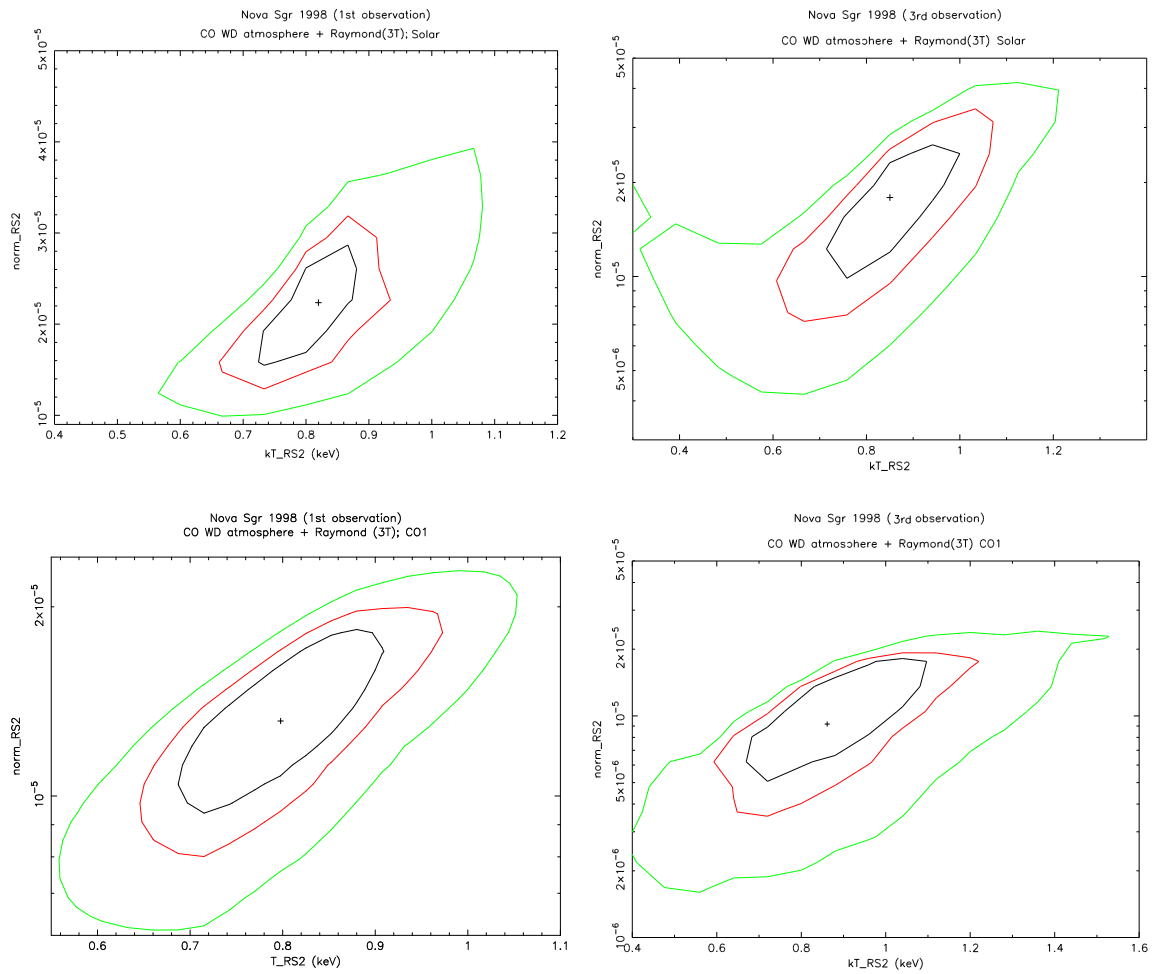 Nova Sgr 1998 (1st observation)
CO WD atmosphere + Raymond(3T); Solar
5×10⁻⁵
4×10⁻⁵
3×10⁻⁵
2×10⁻⁵
10⁻⁵
norm_RS2
0.4 0.5 0.6 0.7 0.8 0.9 1 1.1 1.2
kT_RS2 (keV)
Nova Sgr 1998 (3rd observation)
CO WD atmosphere + Raymond(3T) Solar
5×10⁻⁵
2×10⁻⁵
10⁻⁵
5×10⁻⁶
norm_RS2
0.4 0.6 0.8 1 1.2
kT_RS2
Nova Sgr 1998 (1st observation)
CO WD atmosphere + Raymond (3T); CO1
2×10⁻⁵
10⁻⁵
norm_RS2
0.6 0.7 0.8 0.9 1 1.1
T_RS2 (keV)
Nova Sgr 1998 (3rd observation)
CO WD atmosphere + Raymond(3T) CO1
5×10⁻⁵
2×10⁻⁵
10⁻⁵
5×10⁻⁶
2×10⁻⁶
10⁻⁶
norm_RS2
0.4 0.6 0.8 1 1.2 1.4 1.6
kT_RS2 (keV)